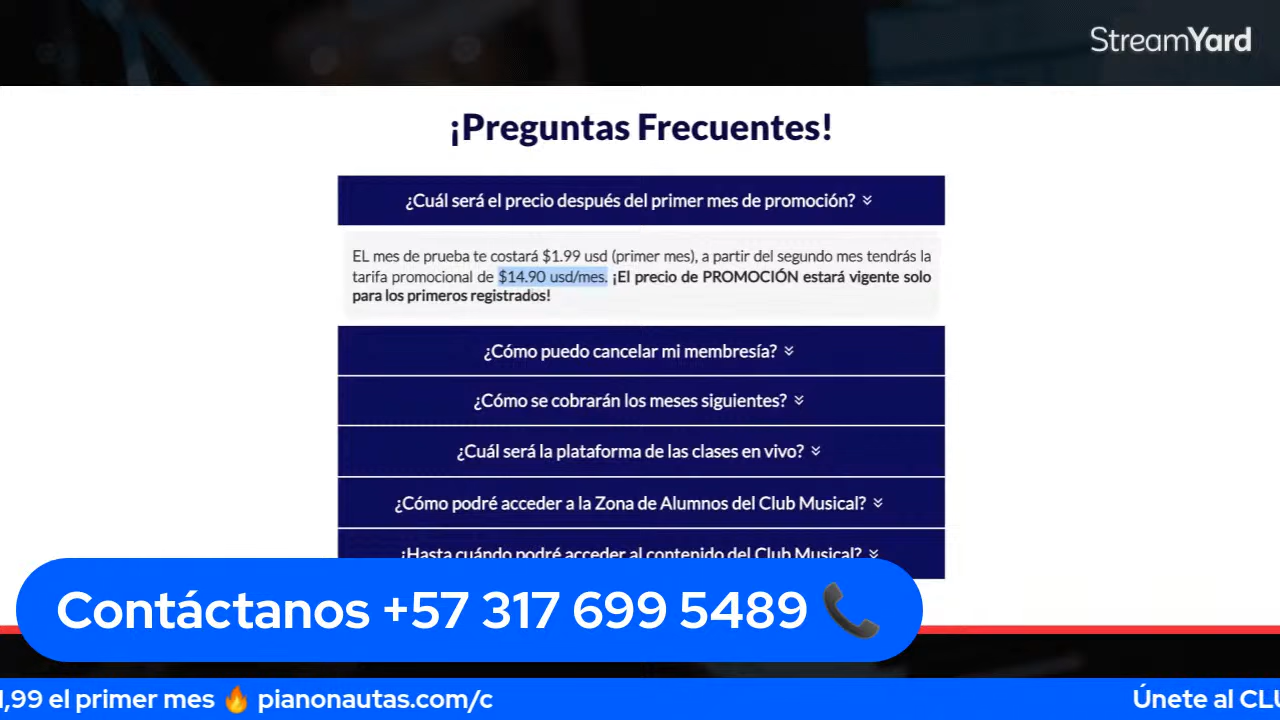 StreamYard
¡Preguntas Frecuentes!
¿Cuál será el precio después del primer mes de promoción?
EL mes de prueba te costará $1.99 usd (primer mes), a partir del segundo mes tendrás la
tarifa promocional de $14.90 usd/mes. ¡El precio de PROMOCIÓN estará vigente solo
para los primeros registrados!
¿Cómo puedo cancelar mi membresía?
¿Cómo se cobrarán los meses siguientes?
¿Cuál será la plataforma de las clases en vivo?
¿Cómo podré acceder a la Zona de Alumnos del Club Musical?
¿Hasta cuándo podré acceder al contenido del Club Musical?
Contáctanos +57 317 699 5489 📞
,99 el primer mes 🔥 pianonautas.com/c
Únete al CLU